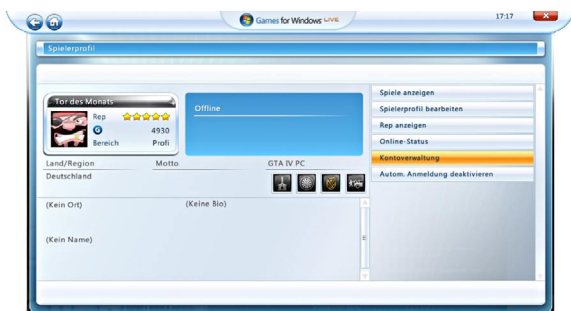 Games for Windows LIVE
17:17
Spielerprofil
Tor des Monats
Rep
G 4930
Bereich Profi
Offline
Land/Region Motto GTA IV PC
Deutschland
(Kein Ort) (Keine Bio)
(Kein Name)
Spiele anzeigen
Spielerprofil bearbeiten
Rep anzeigen
Online-Status
Kontoverwaltung
Autom. Anmeldung deaktivieren